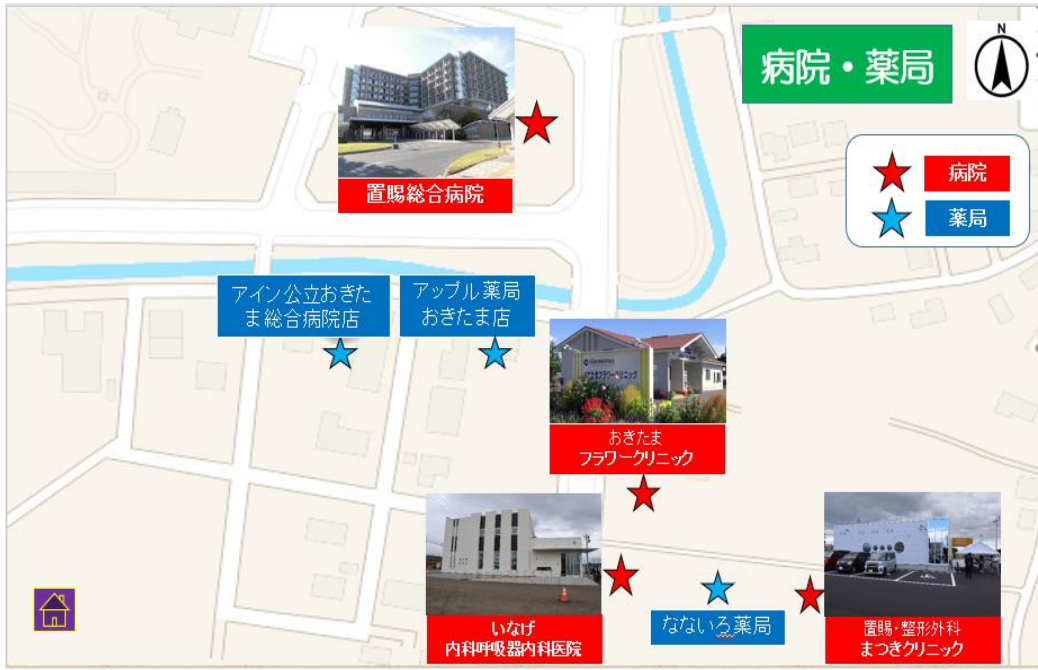 病院・薬局
N
病院
薬局
置賜総合病院
アイン公立おきた
ま総合病院店
アップル薬局
おきたま店
おきたま
フラワークリニック
いなげ
内科呼吸器内科医院
なないろ薬局
置賜・整形外科
まつきクリニック